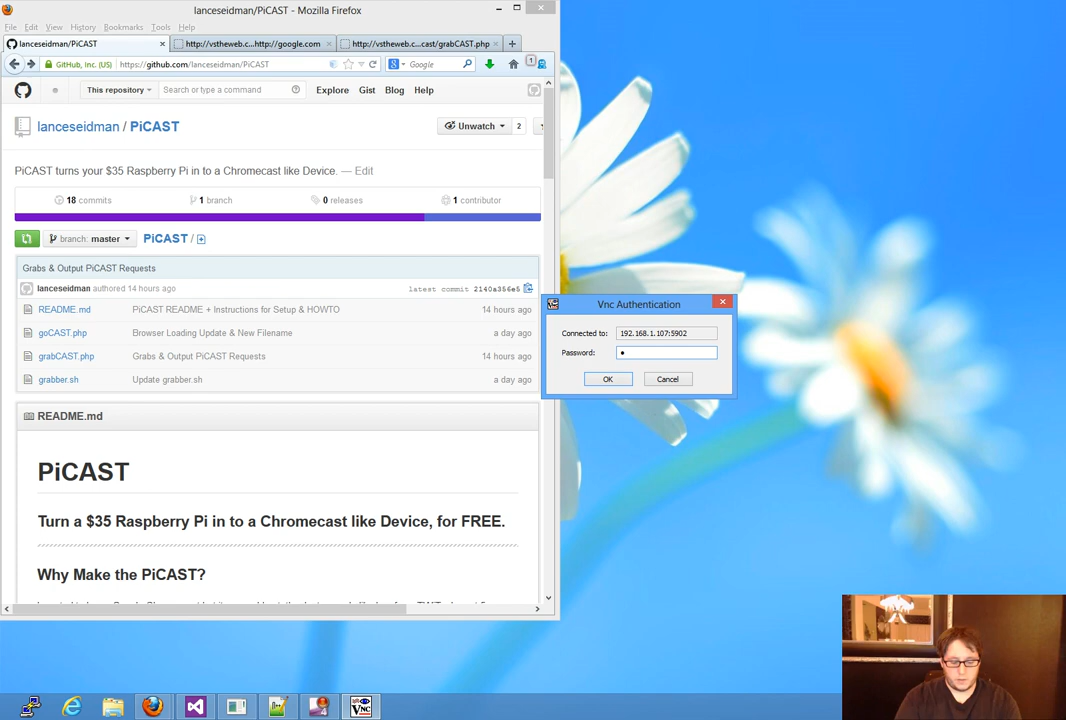 lanceseidman/PiCAST - Mozilla Firefox
File Edit View History Bookmarks Tools Help
lanceseidman/PiCAST
http://vstheweb.c...http://google.com
http://vstheweb.c...cast/grabCAST.php
GitHub, Inc. (US) https://github.com/lanceseidman/PiCAST
Google
1
This repository
Search or type a command
Explore Gist Blog Help
lanceseidman / PiCAST
Unwatch 2
PiCAST turns your $35 Raspberry Pi in to a Chromecast like Device. — Edit
18 commits
1 branch
0 releases
1 contributor
branch: master
PiCAST /
Grabs & Output PiCAST Requests
lanceseidman authored 14 hours ago
latest commit 2140a356e5
README.md PiCAST README + Instructions for Setup & HOWTO 14 hours ago
goCAST.php Browser Loading Update & New Filename a day ago
grabCAST.php Grabs & Output PiCAST Requests 14 hours ago
grabber.sh Update grabber.sh a day ago
README.md
PiCAST
Turn a $35 Raspberry Pi in to a Chromecast like Device, for FREE.
Why Make the PiCAST?
Vnc Authentication
Connected to: 192.168.1.107:5902
Password:
OK
Cancel